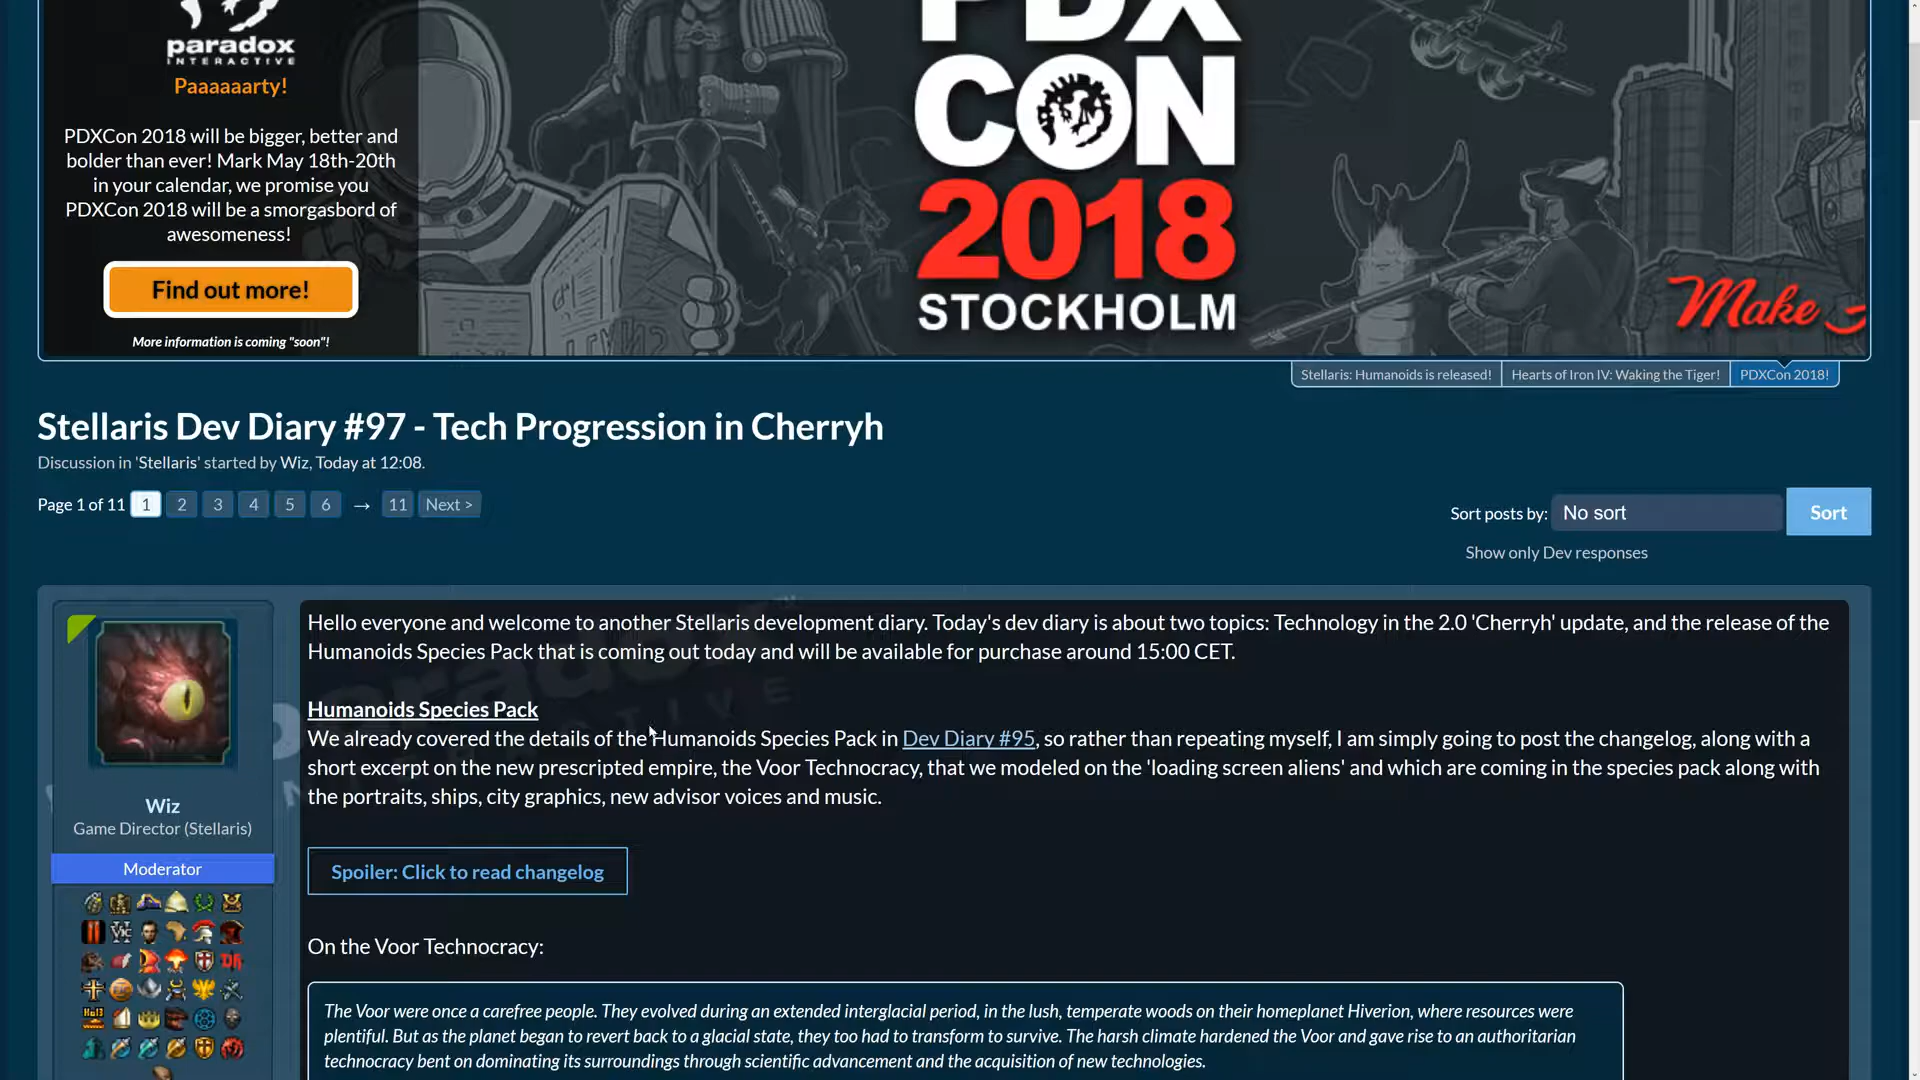 paradox
INTERACTIVE
Paaaaaarty!
PDXCon 2018 will be bigger, better and
bolder than ever! Mark May 18th-20th
in your calendar, we promise you
PDXCon 2018 will be a smorgasbord of
awesomeness!
Find out more!
More information is coming "soon"!
PDX
CON
2018
STOCKHOLM
Make
Stellaris: Humanoids is released!
Hearts of Iron IV: Waking the Tiger!
PDXCon 2018!
Stellaris Dev Diary #97 - Tech Progression in Cherryh
Discussion in 'Stellaris' started by Wiz, Today at 12:08.
Page 1 of 11 1 2 3 4 5 6 → 11 Next >
Sort posts by: No sort Sort
Show only Dev responses
Wiz
Game Director (Stellaris)
Moderator
Hello everyone and welcome to another Stellaris development diary. Today's dev diary is about two topics: Technology in the 2.0 'Cherryh' update, and the release of the
Humanoids Species Pack that is coming out today and will be available for purchase around 15:00 CET.
Humanoids Species Pack
We already covered the details of the Humanoids Species Pack in Dev Diary #95, so rather than repeating myself, I am simply going to post the changelog, along with a
short excerpt on the new prescripted empire, the Voor Technocracy, that we modeled on the 'loading screen aliens' and which are coming in the species pack along with
the portraits, ships, city graphics, new advisor voices and music.
Spoiler: Click to read changelog
On the Voor Technocracy:
The Voor were once a carefree people. They evolved during an extended interglacial period, in the lush, temperate woods on their homeplanet Hiverion, where resources were
plentiful. But as the planet began to revert back to a glacial state, they too had to transform to survive. The harsh climate hardened the Voor and gave rise to an authoritarian
technocracy bent on dominating its surroundings through scientific advancement and the acquisition of new technologies.